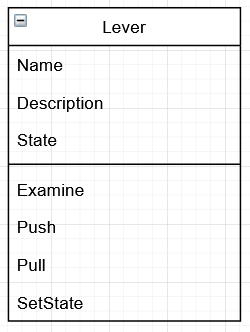 Lever
Name
Description
State
Examine
Push
Pull
SetState